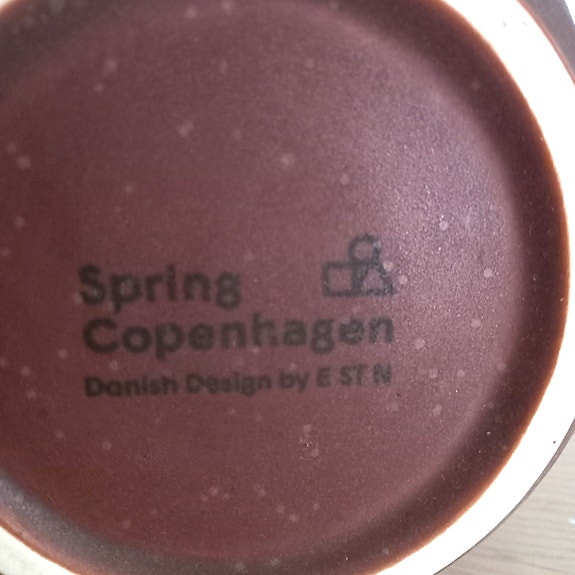 Spring
Copenhagen
Danish Design by E ST N